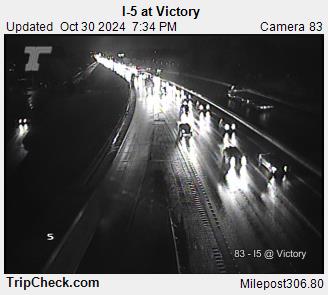 I-5 at Victory
Updated Oct 30 2024 7:34 PM Camera 83
T
S
83 - I5 @ Victory
TripCheck.com Milepost306.80